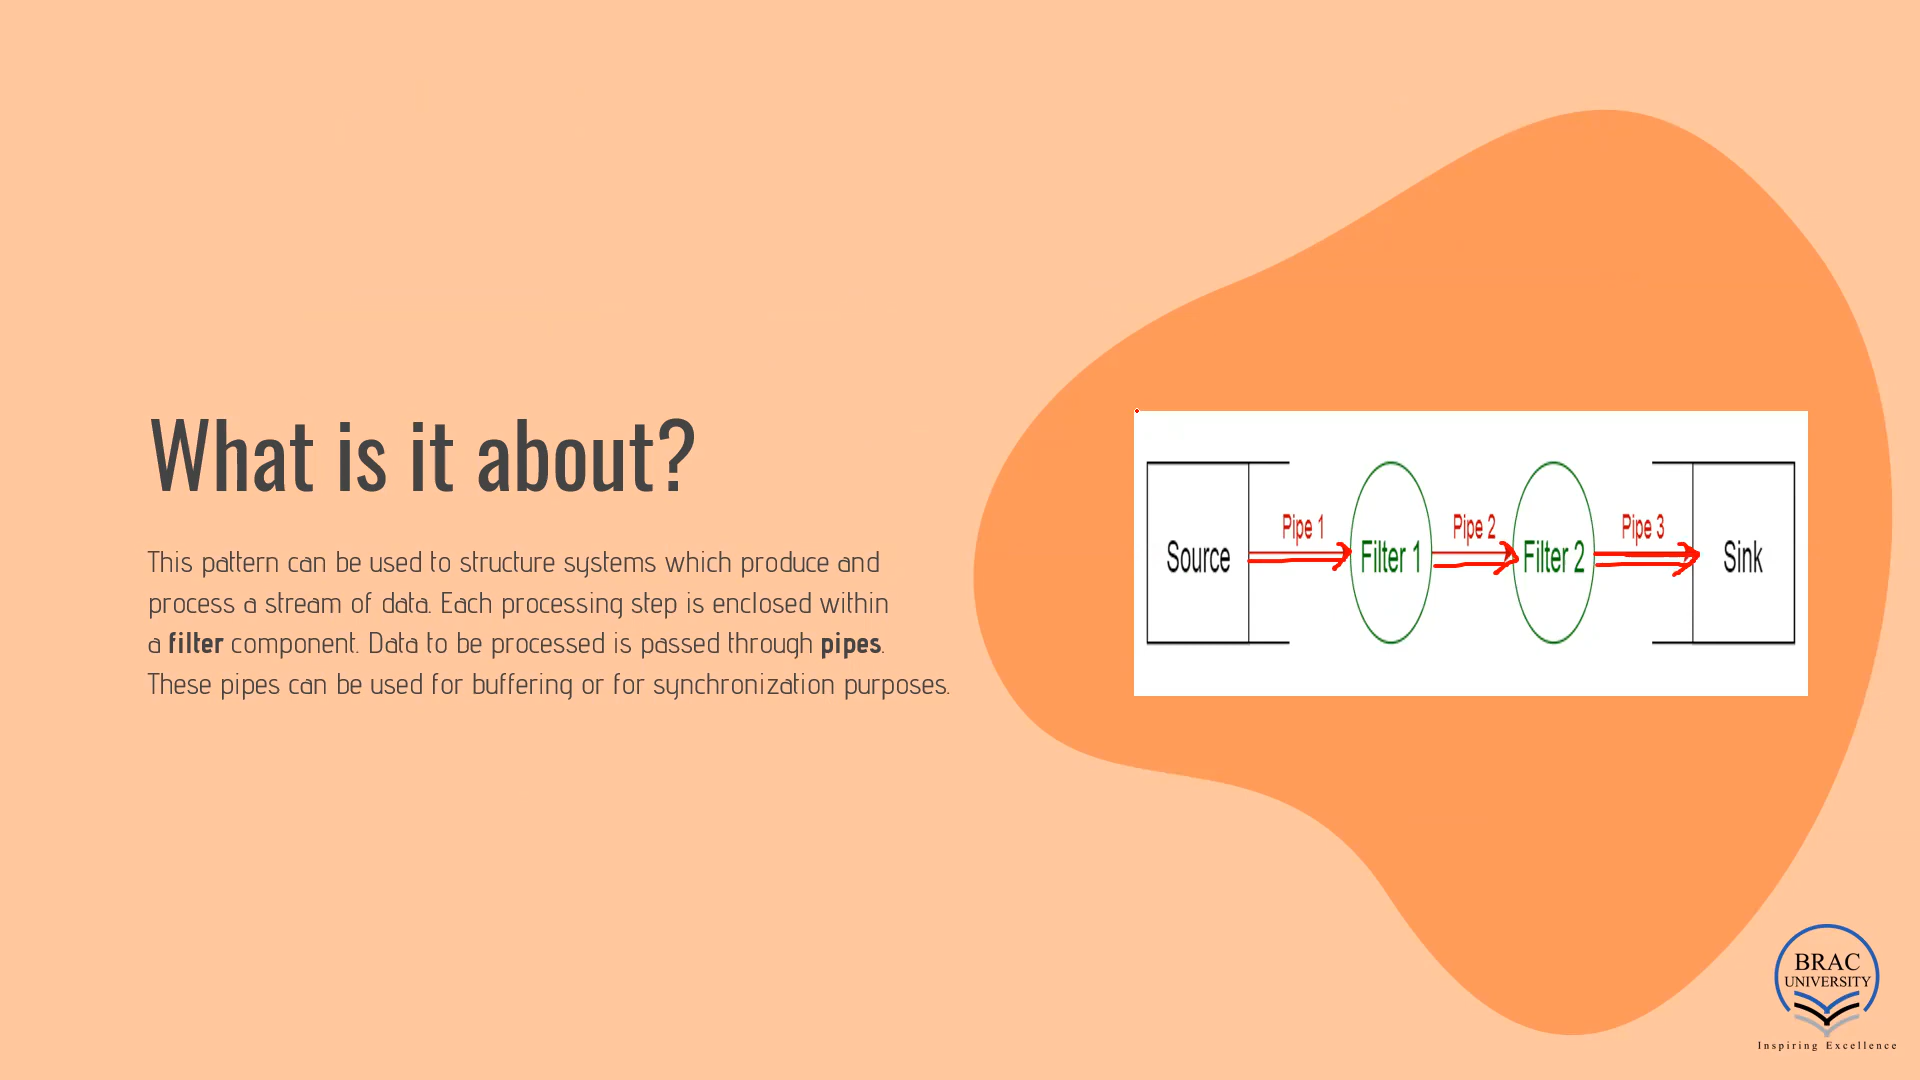 What is it about?
This pattern can be used to structure systems which produce and
process a stream of data. Each processing step is enclosed within
a filter component. Data to be processed is passed through pipes.
These pipes can be used for buffering or for synchronization purposes.
Source
Pipe 1
Filter 1
Pipe 2
Filter 2
Pipe 3
Sink
BRAC
UNIVERSITY
Inspiring Excellence